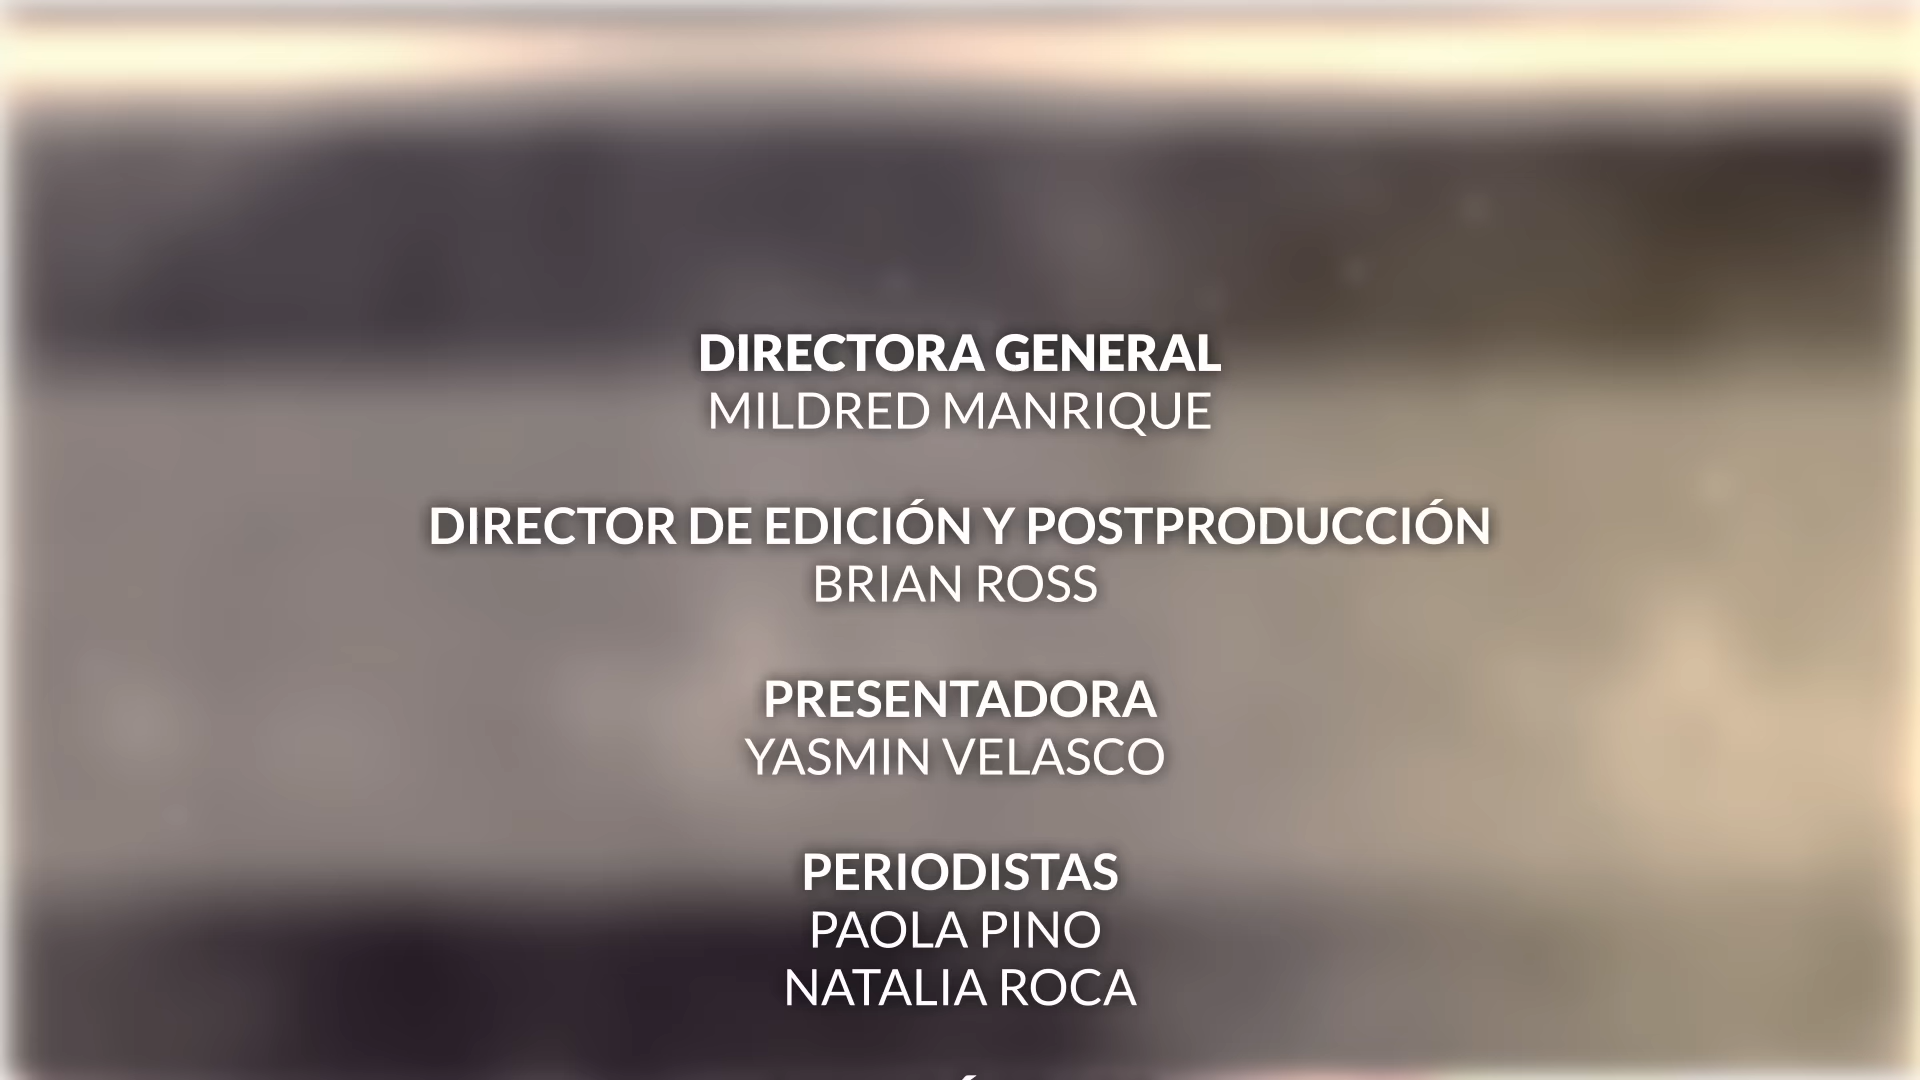 DIRECTORA GENERAL
MILDRED MANRIQUE
DIRECTOR DE EDICIÓN Y POSTPRODUCCIÓN
BRIAN ROSS
PRESENTADORA
YASMIN VELASCO
PERIODISTAS
PAOLA PINO
NATALIA ROCA